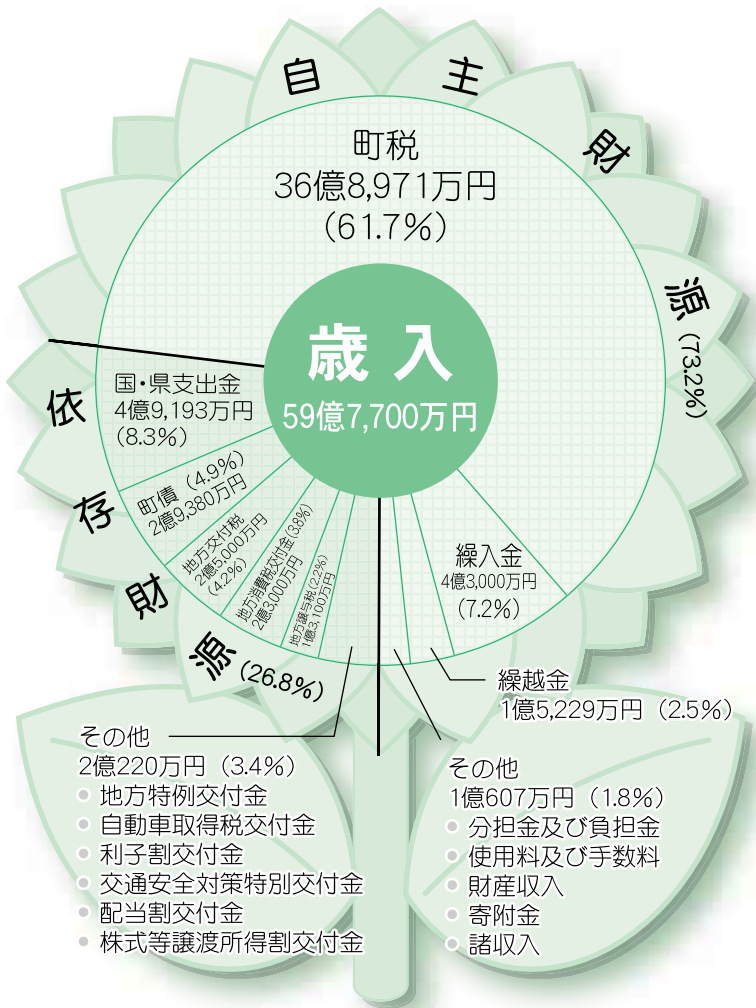 自主財源（73.2%）
町税
36億8,971万円
（61.7%）
歳入
59億7,700万円
繰入金
4億3,000万円
（7.2%）
繰越金
1億5,229万円（2.5%）
その他
1億607万円（1.8%）
● 分担金及び負担金
● 使用料及び手数料
● 財産収入
● 寄附金
● 諸収入
依存財源（26.8%）
国・県支出金
4億9,193万円
（8.3%）
町債（4.9%）
2億9,380万円
地方交付税
2億5,000万円
（4.2%）
地方消費税交付金（3.8%）
2億3,000万円
地方譲与税（2.2%）
1億3,100万円
その他
2億220万円（3.4%）
● 地方特例交付金
● 自動車取得税交付金
● 利子割交付金
● 交通安全対策特別交付金
● 配当割交付金
● 株式等譲渡所得割交付金